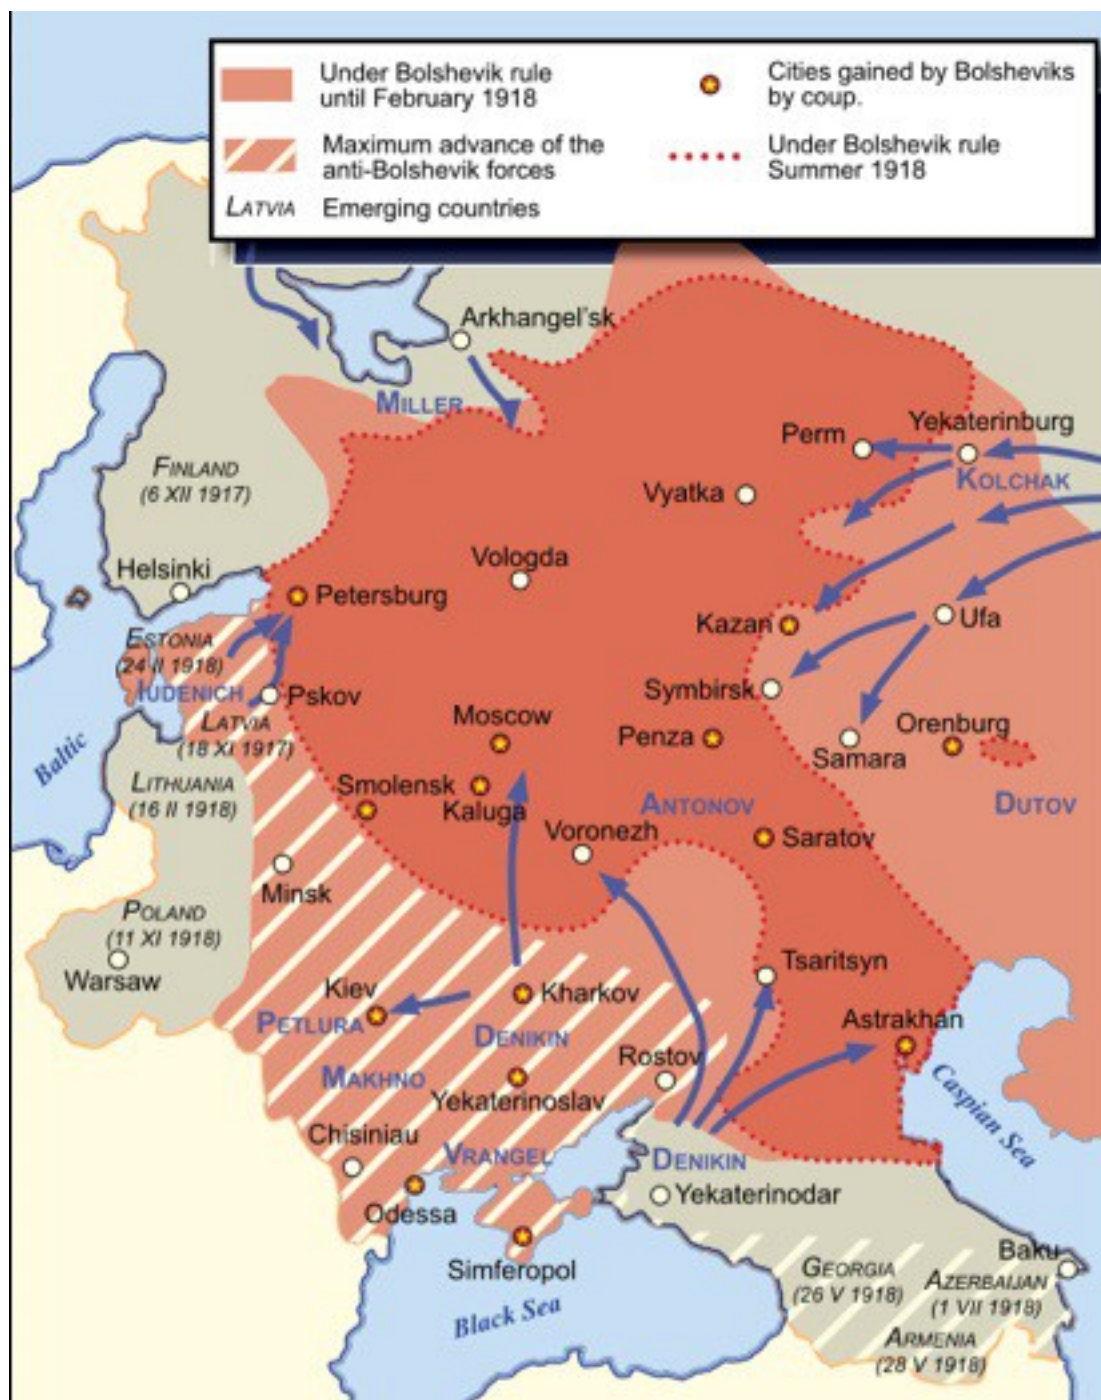 Under Bolshevik rule
until February 1918
Cities gained by Bolsheviks
by coup.
Maximum advance of the
anti-Bolshevik forces
Under Bolshevik rule
Summer 1918
LATVIA
Emerging countries
Arkhangel'sk
MILLER
Perm
Yekaterinburg
KOLCHAK
FINLAND
(6 XII 1917)
Vyatka
Vologda
Helsinki
Petersburg
Kazan
Ufa
ESTONIA
(24 II 1918)
IUDENICH
Pskov
Symbirsk
LATVIA
(18 XI 1917)
Moscow
Penza
Orenburg
Samara
Baltic
LITHUANIA
(16 II 1918)
Smolensk
Kaluga
ANTONOV
DUTOV
Voronezh
Saratov
Minsk
POLAND
(11 XI 1918)
Warsaw
Tsaritsyn
Kiev
Kharkov
PETLURA
DENIKIN
Astrakhan
MAKHNO
Rostov
Yekaterinoslav
Caspian Sea
Chisiniau
VRANGEL
DENIKIN
Yekaterinodar
Odessa
Simferopol
Baku
GEORGIA
(26 V 1918)
AZERBAIJAN
(1 VII 1918)
Black Sea
ARMENIA
(28 V 1918)